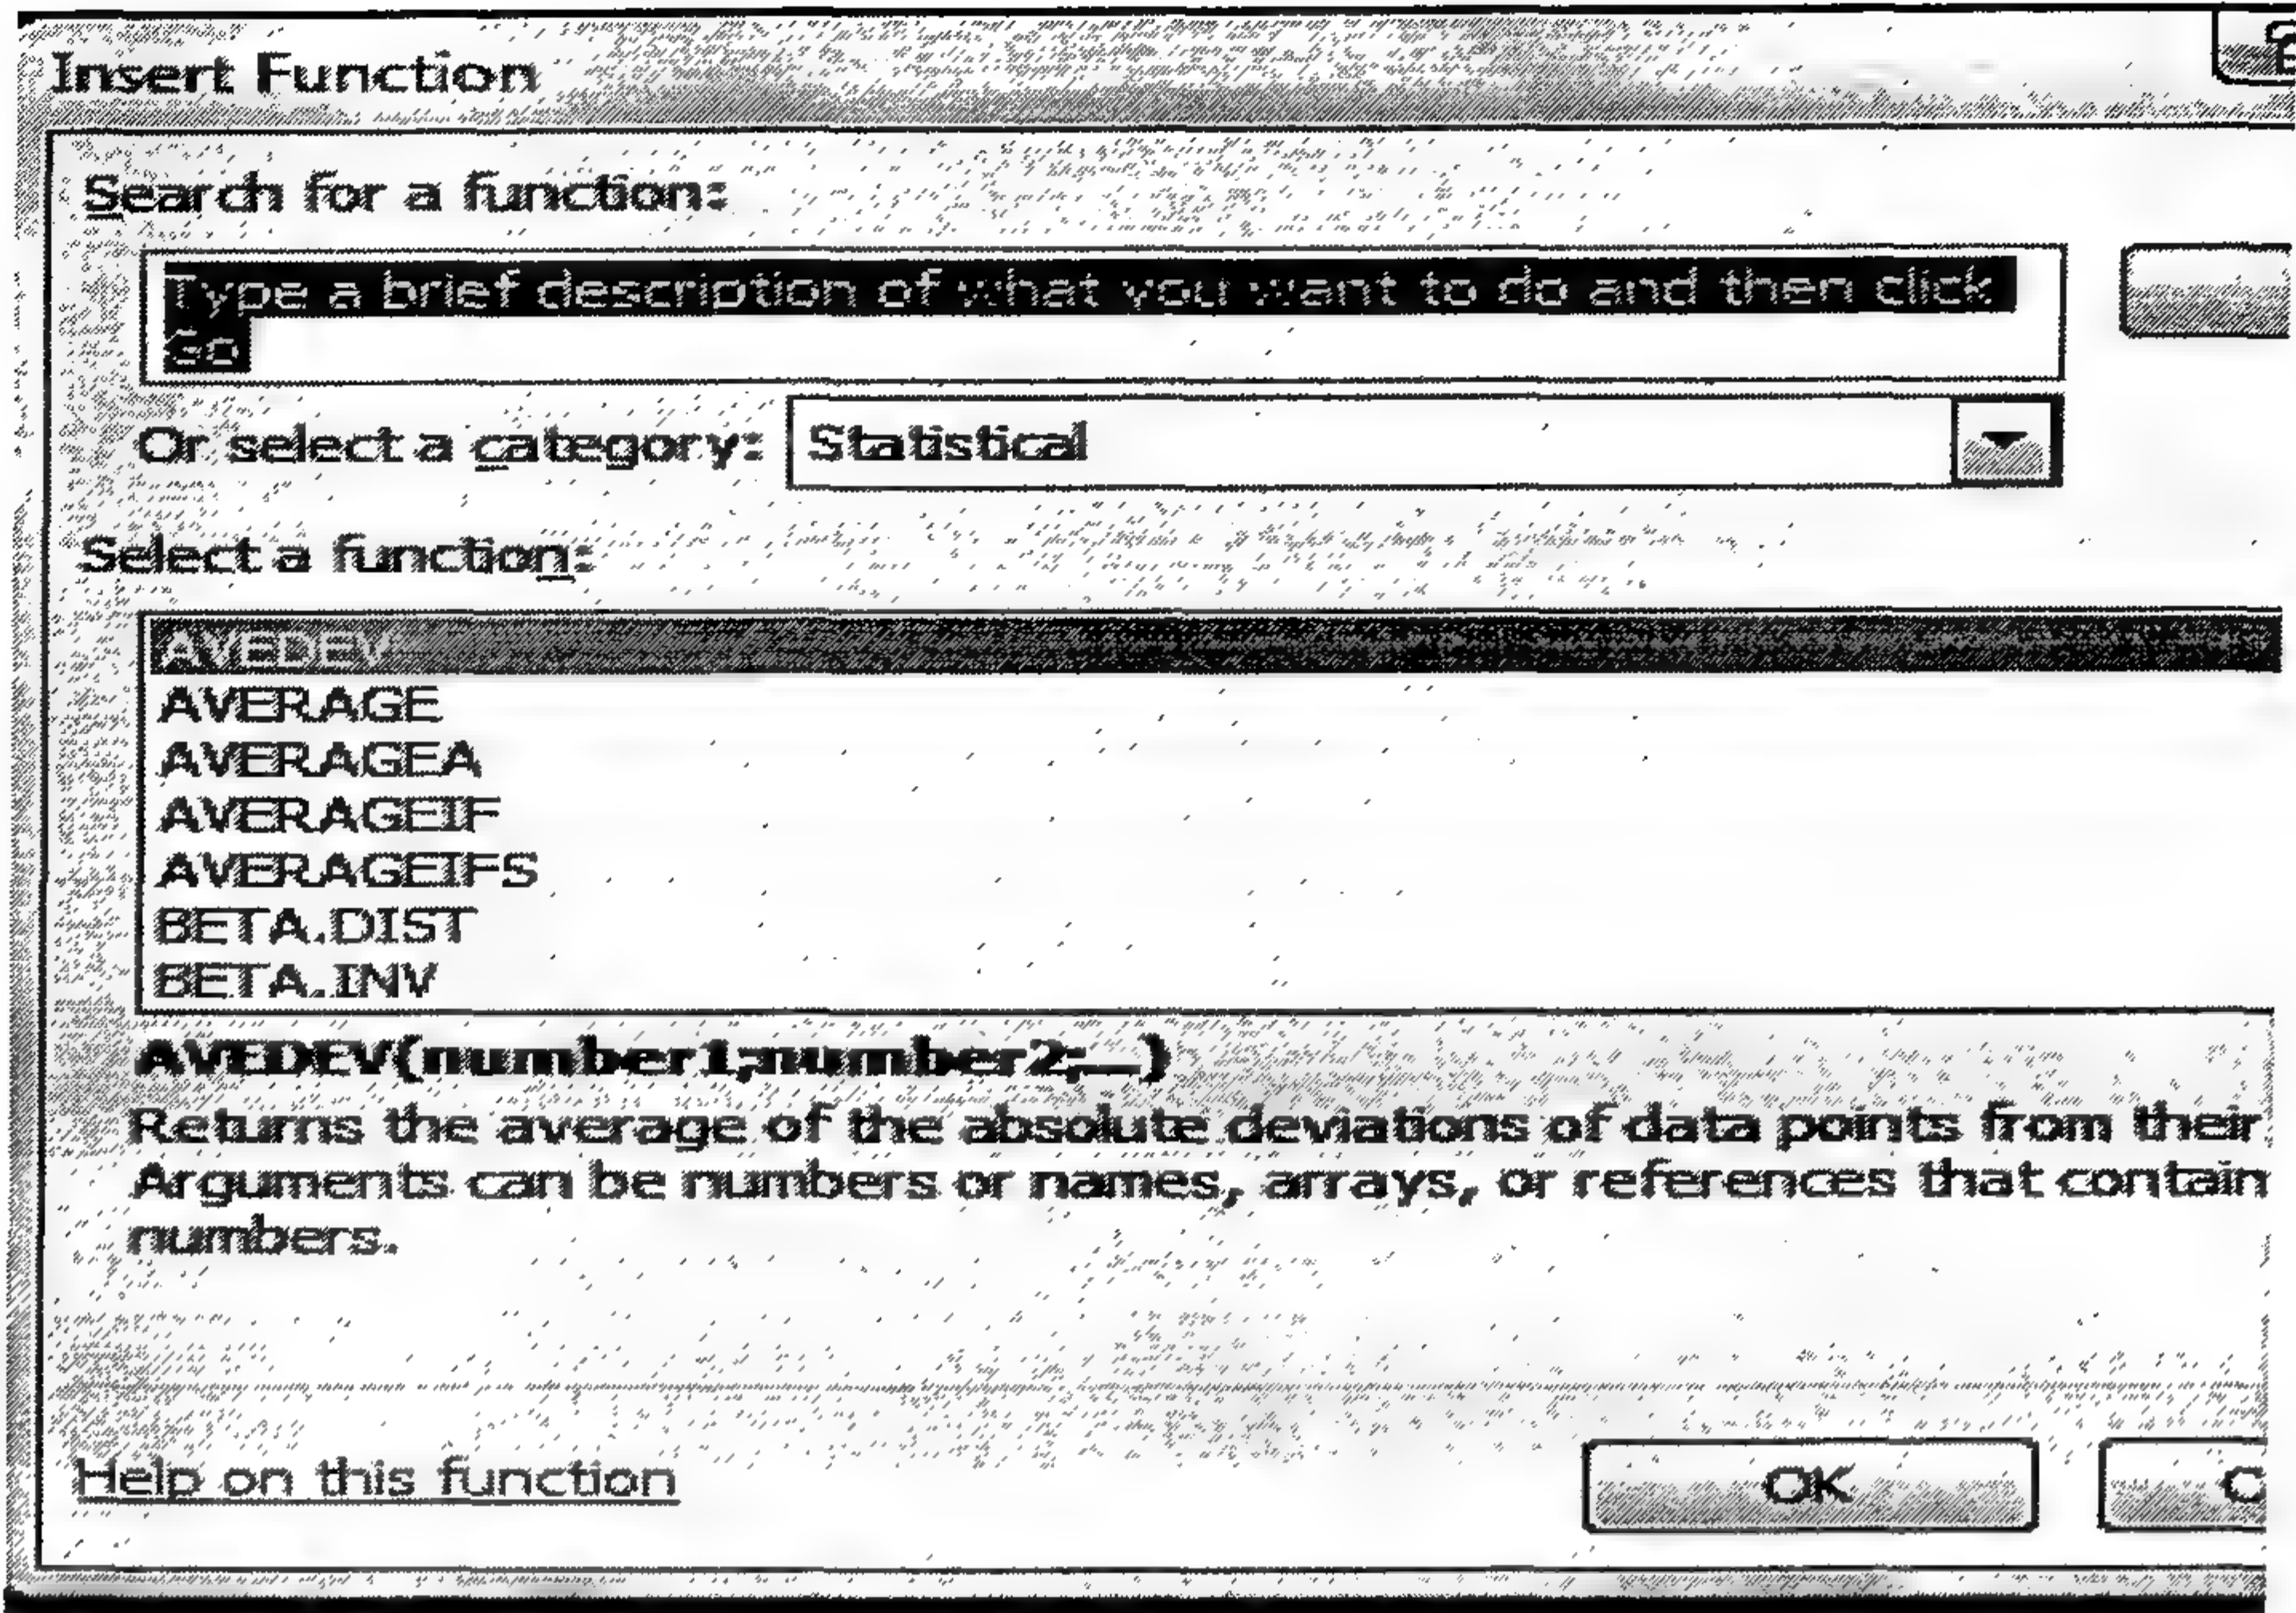 Insert Function
Search for a function:
Type a brief description of what you want to do and then click
Go
Or select a category: Statistical
Select a function:
AVEDEV
AVERAGE
AVERAGEA
AVERAGEIF
AVERAGEIFS
BETA.DIST
BETA.INV
AVEDEV(number1;number2;...)
Returns the average of the absolute deviations of data points from their
Arguments can be numbers or names, arrays, or references that contain
numbers.
Help on this function
OK